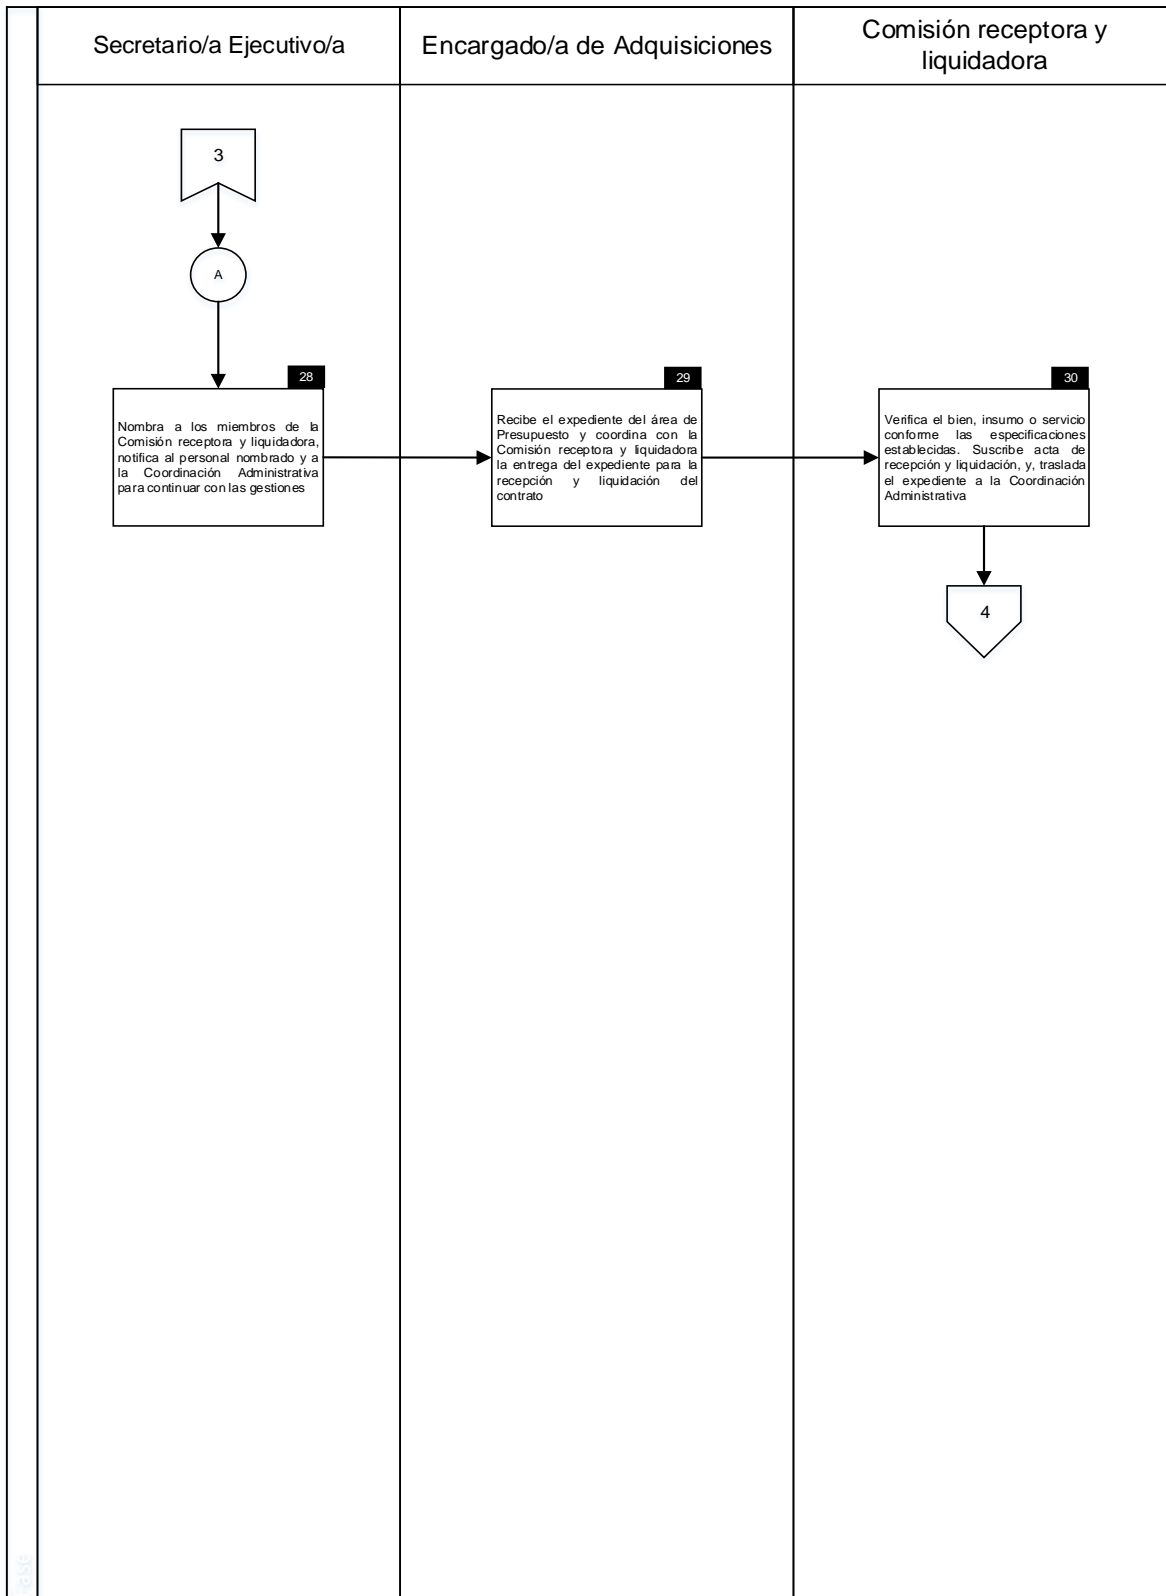 Secretario/a Ejecutivo/a
Encargado/a de Adquisiciones
Comisión receptora y
liquidadora
3
A
28
Nombra a los miembros de la
Comisión receptora y liquidadora,
notifica al personal nombrado y a
la Coordinación Administrativa
para continuar con las gestiones
29
Recibe el expediente del área de
Presupuesto y coordina con la
Comisión receptora y liquidadora
la entrega del expediente para la
recepción y liquidación del
contrato
30
Verifica el bien, insumo o servicio
conforme las especificaciones
establecidas. Suscribe acta de
recepción y liquidación, y, traslada
el expediente a la Coordinación
Administrativa
4